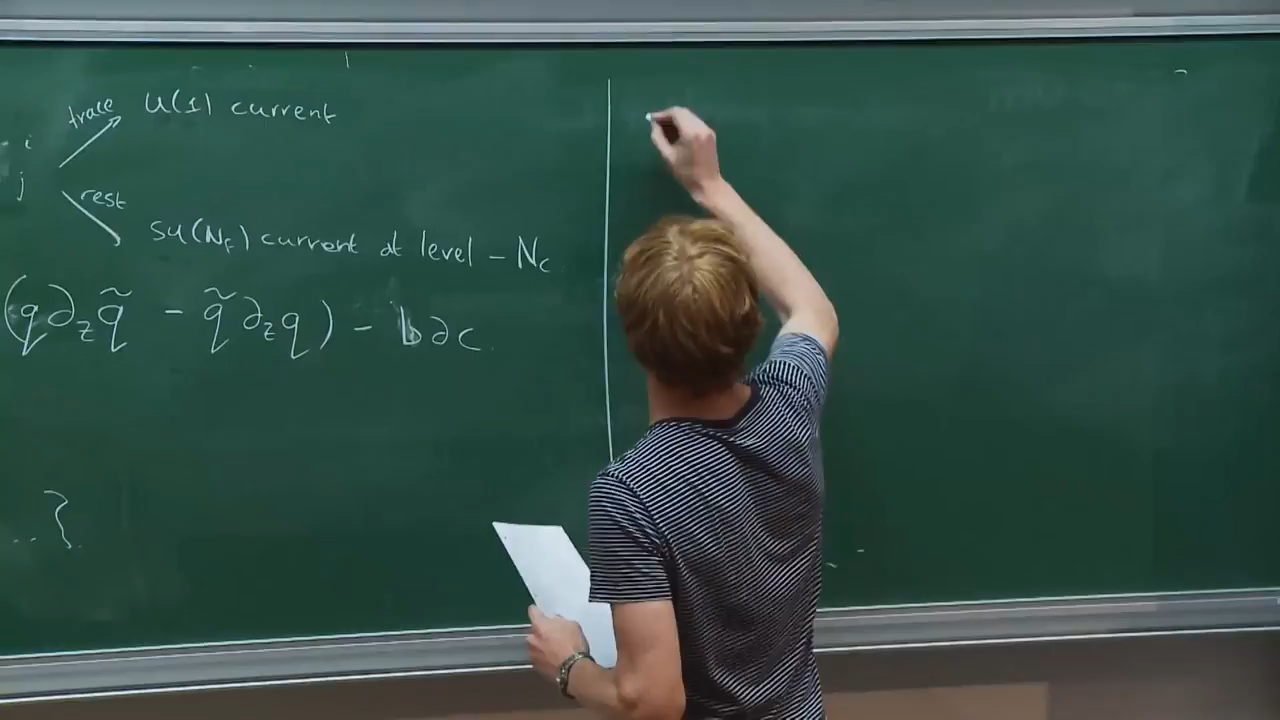 trace U(1) current
i
j
rest
su(N_F) current at level - N_c
(q∂_z q̃ - q̃∂_z q) - b∂c
.. }